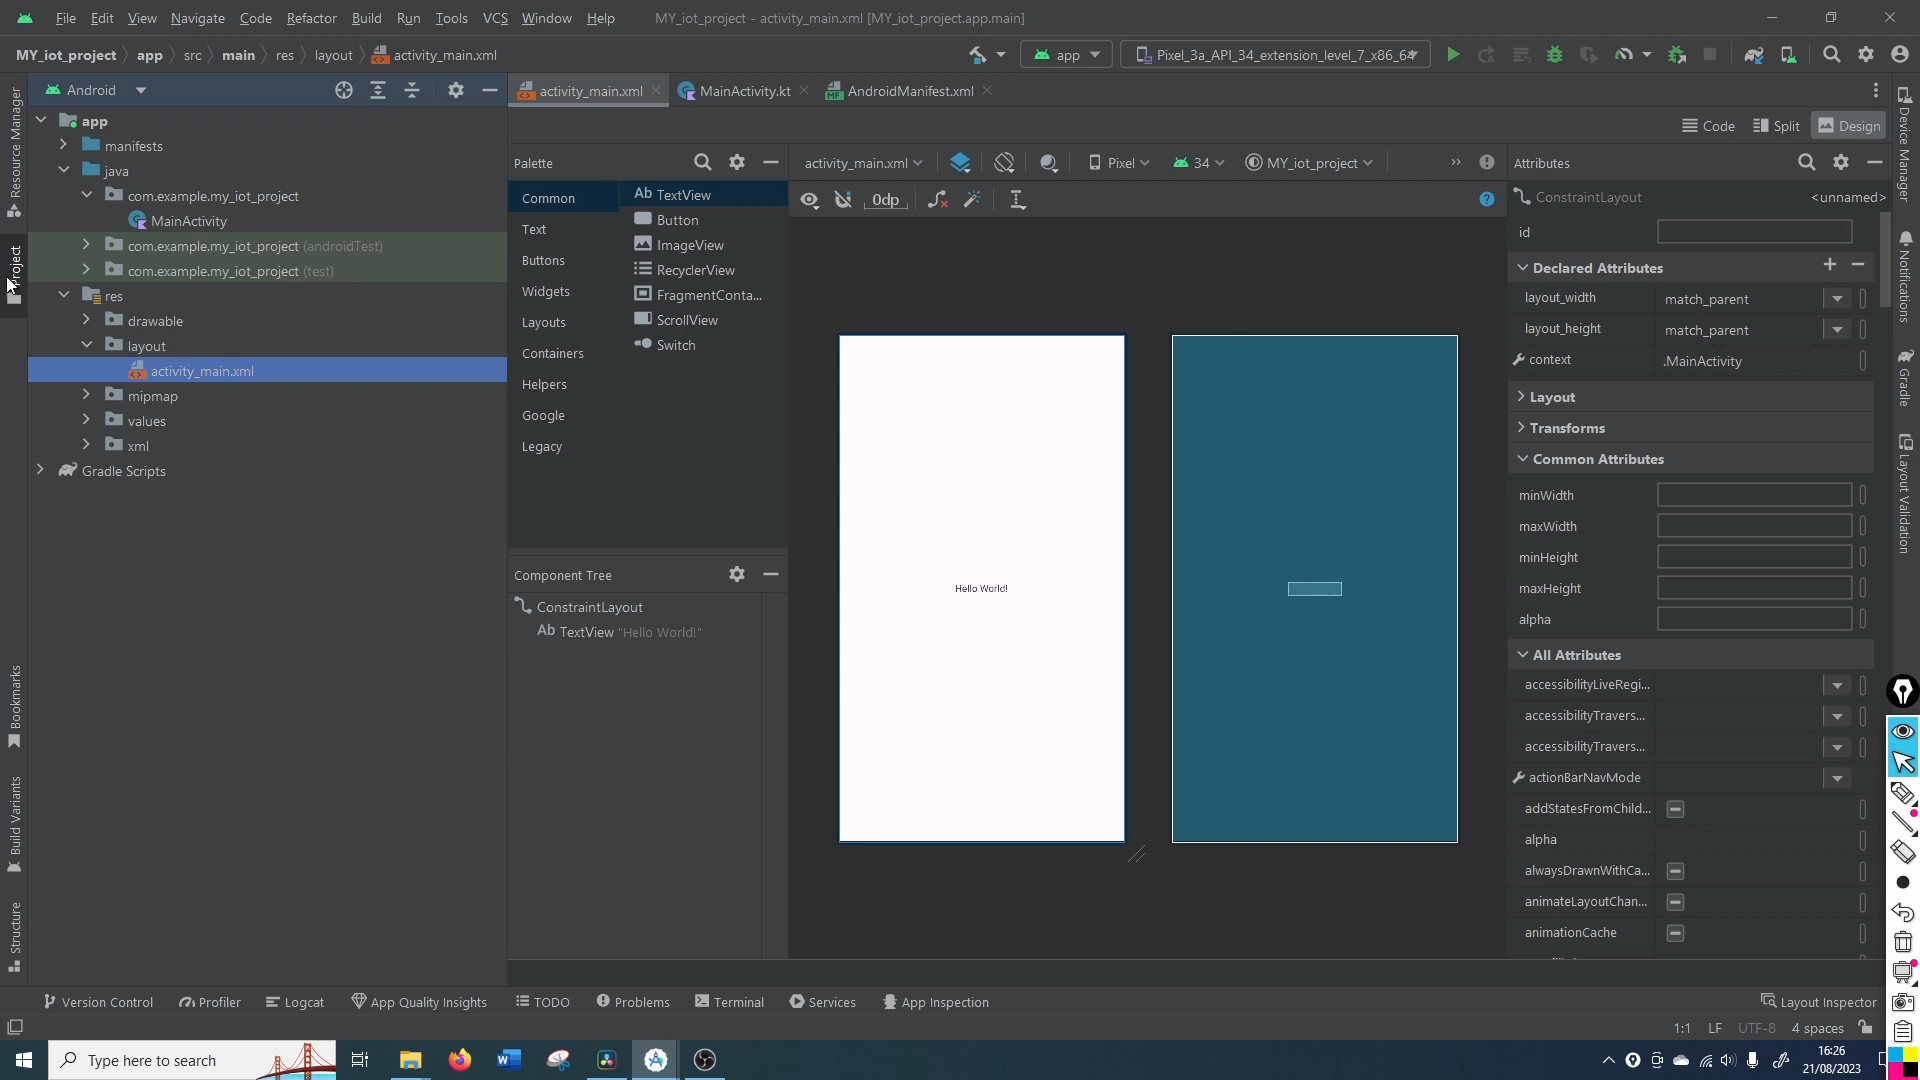 File Edit View Navigate Code Refactor Build Run Tools VCS Window Help MY_iot_project - activity_main.xml [MY_iot_project.app.main]
MY_iot_project app src main res layout activity_main.xml app Pixel_3a_API_34_extension_level_7_x86_64
Android activity_main.xml MainActivity.kt AndroidManifest.xml
Code Split Design
app
manifests
java
com.example.my_iot_project
MainActivity
com.example.my_iot_project (androidTest)
com.example.my_iot_project (test)
res
drawable
layout
activity_main.xml
mipmap
values
xml
Gradle Scripts
Resource Manager
Project
Bookmarks
Build Variants
Structure
Palette
Common
Text
Buttons
Widgets
Layouts
Containers
Helpers
Google
Legacy
Ab TextView
Button
ImageView
RecyclerView
FragmentConta...
ScrollView
Switch
Component Tree
ConstraintLayout
Ab TextView "Hello World!"
activity_main.xml Pixel 34 MY_iot_project
0dp
Hello World!
Attributes
ConstraintLayout <unnamed>
id
Declared Attributes
layout_width match_parent
layout_height match_parent
context .MainActivity
Layout
Transforms
Common Attributes
minWidth
maxWidth
minHeight
maxHeight
alpha
All Attributes
accessibilityLiveRegi...
accessibilityTravers...
accessibilityTravers...
actionBarNavMode
addStatesFromChild...
alpha
alwaysDrawnWithCa...
animateLayoutChan...
animationCache
Device Manager
Notifications
Gradle
Layout Validation
Version Control Profiler Logcat App Quality Insights TODO Problems Terminal Services App Inspection Layout Inspector
1:1 LF UTF-8 4 spaces
Type here to search
16:26
21/08/2023